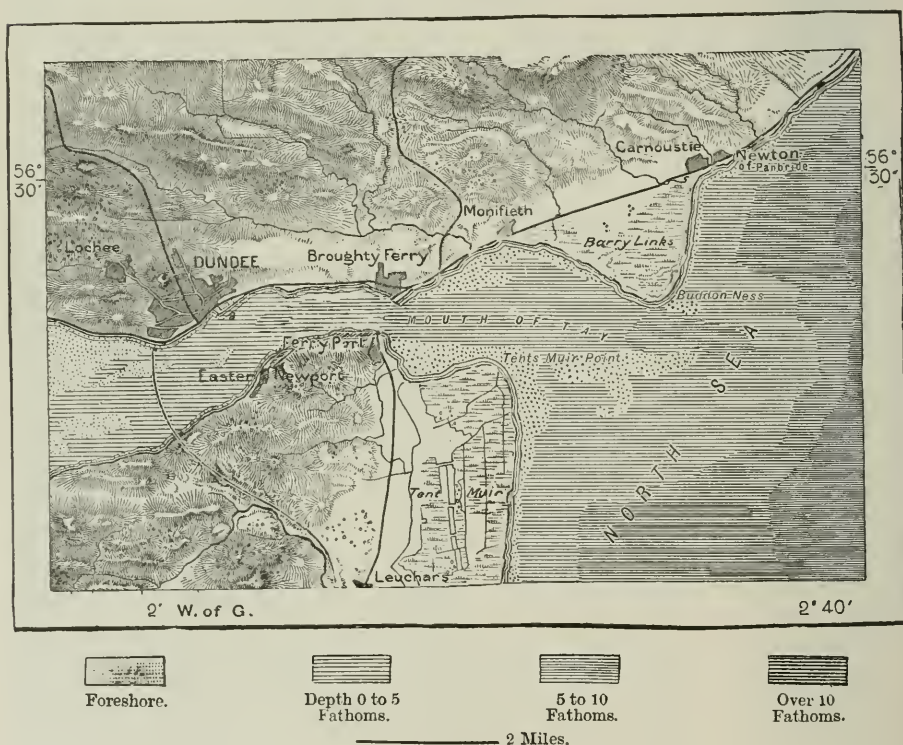 Carnoustie
Newton
of Panbride
56°
30'
56°
30'
Monifieth
Barry Links
Lochee
DUNDEE
Broughty Ferry
Buddon Ness
MOUTH OF TAY
Ferry Port
Tents Muir Point
Easter Newport
NORTH SEA
Tent Muir
Leuchars
2' W. of G.
2° 40'
Foreshore.
Depth 0 to 5
Fathoms.
5 to 10
Fathoms.
Over 10
Fathoms.
2 Miles.